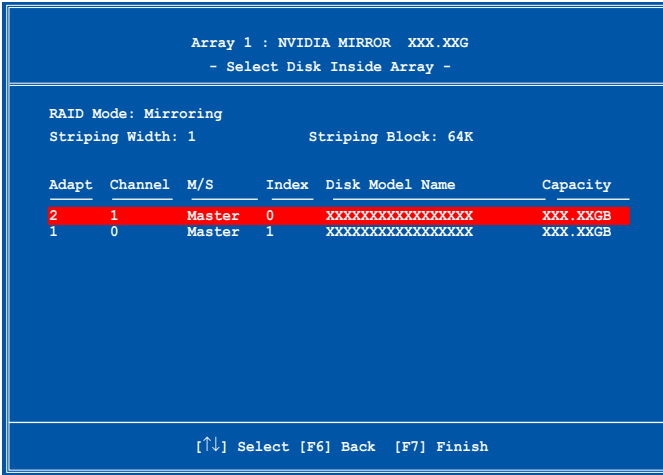 Array 1 : NVIDIA MIRROR XXX.XXG
- Select Disk Inside Array -
RAID Mode: Mirroring
Striping Width: 1 Striping Block: 64K
Adapt Channel M/S Index Disk Model Name Capacity
2 1 Master 0 XXXXXXXXXXXXXXXXX XXX.XXGB
1 0 Master 1 XXXXXXXXXXXXXXXXX XXX.XXGB
[↑↓] Select [F6] Back [F7] Finish